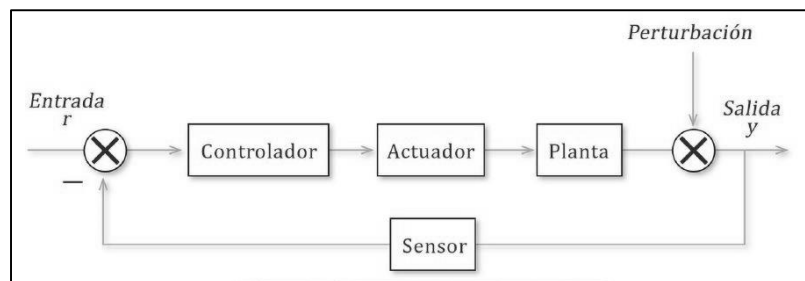 Perturbación
Entrada
r
Salida
y
Controlador
Actuador
Planta
−
Sensor